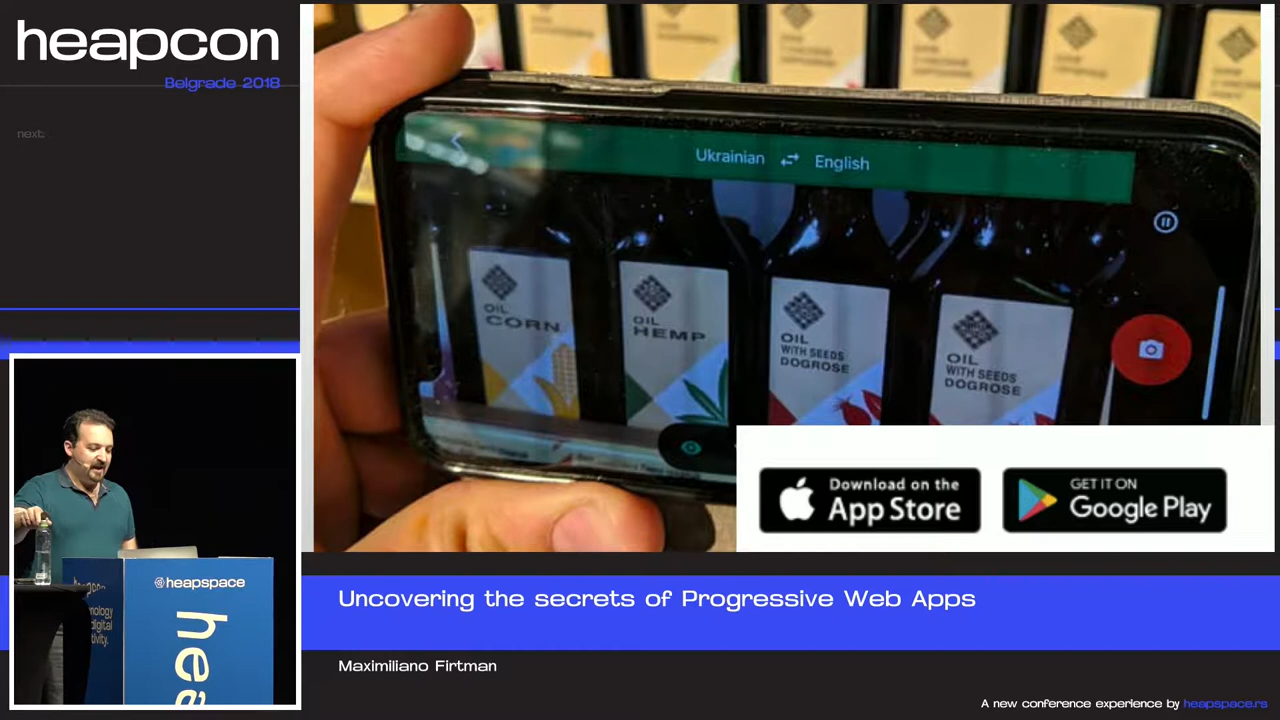 heapcon
Belgrade 2018
next
Ukrainian
English
OIL
CORN
OIL
HEMP
OIL
WITH SEEDS
DOGROSE
OIL
WITH SEEDS
DOGROSE
Download on the
App Store
GET IT ON
Google Play
heapspace
hea
Uncovering the secrets of Progressive Web Apps
Maximiliano Firtman
A new conference experience by heapspace.rs